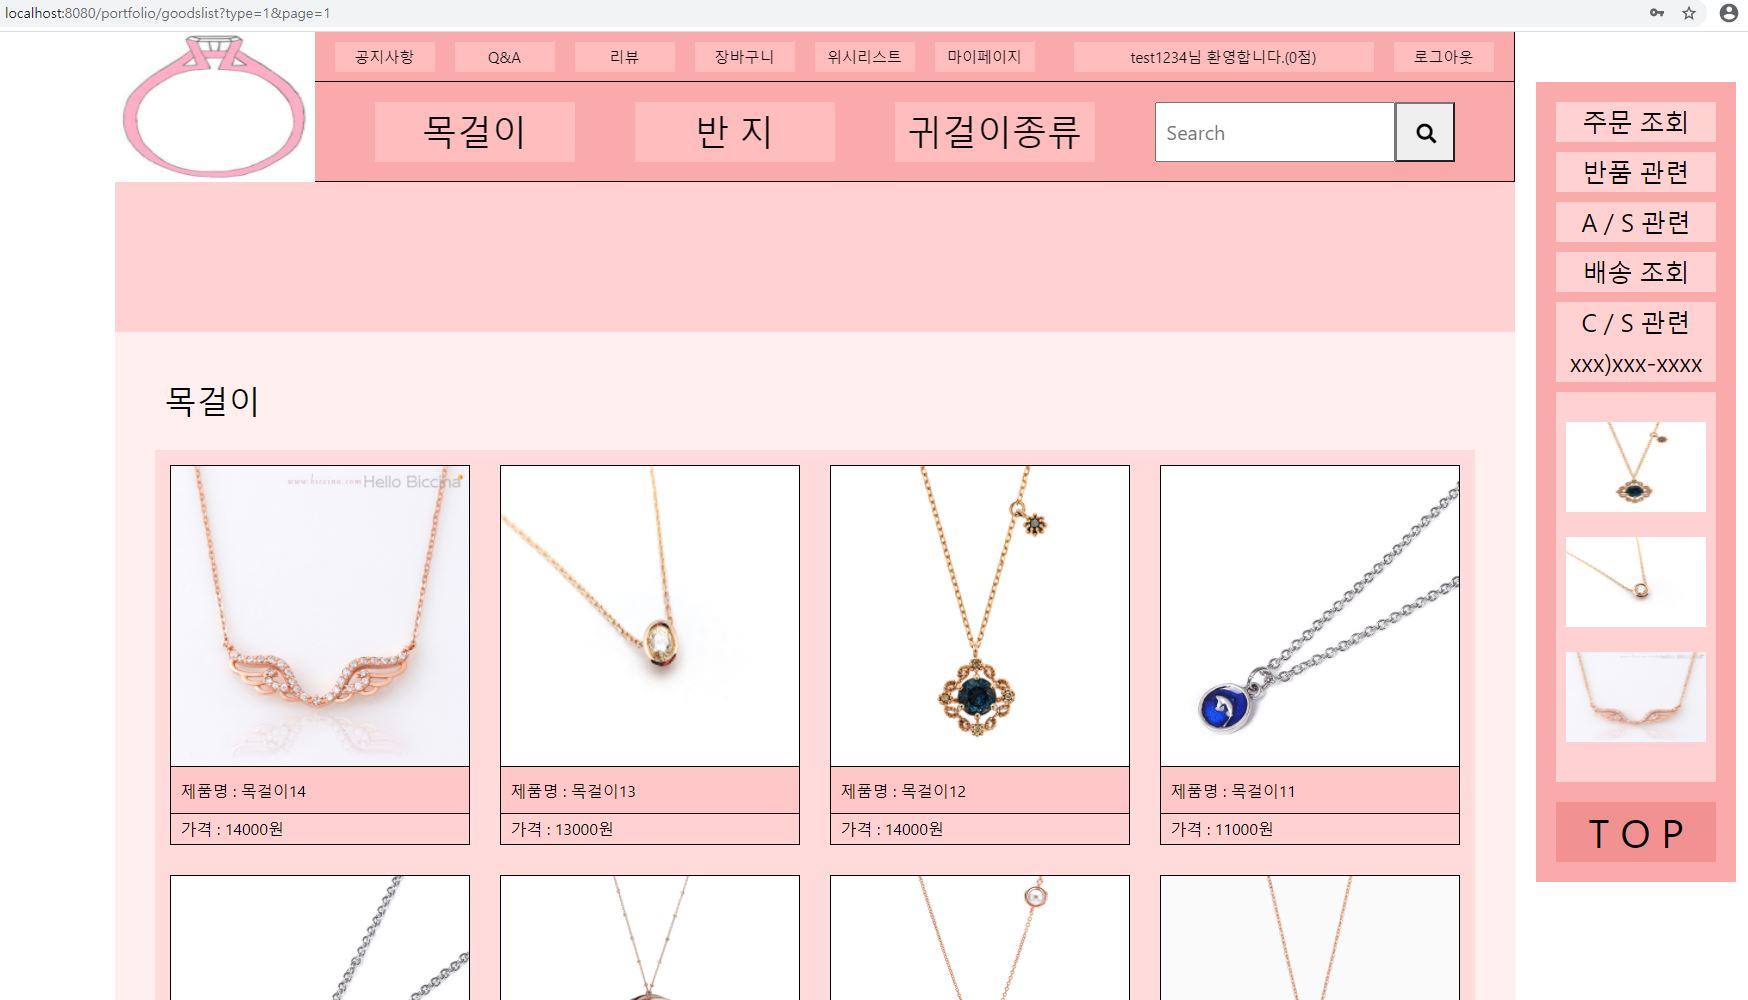 localhost:8080/portfolio/goodslist?type=1&page=1
공지사항 Q&A 리뷰 장바구니 위시리스트 마이페이지 test1234님 환영합니다.(0점) 로그아웃
목걸이 반 지 귀걸이종류 Search
주문 조회
반품 관련
A / S 관련
배송 조회
C / S 관련
xxx)xxx-xxxx
T O P
목걸이
www.biccina.com Hello Biccina
제품명 : 목걸이14
가격 : 14000원
제품명 : 목걸이13
가격 : 13000원
제품명 : 목걸이12
가격 : 14000원
제품명 : 목걸이11
가격 : 11000원